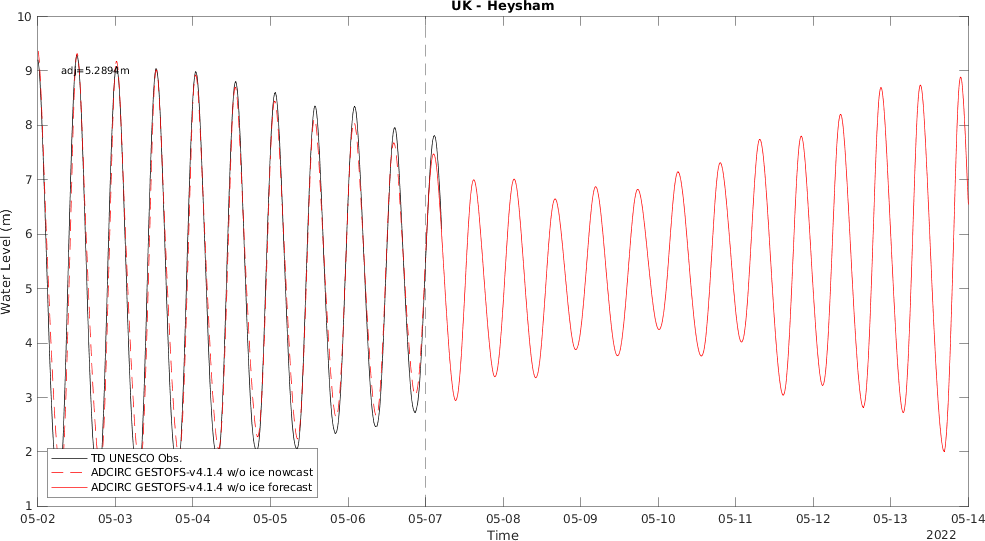 UK - Heysham
10
9
8
7
6
5
4
3
2
1
Water Level (m)
adj=5.2894m
TD UNESCO Obs.
ADCIRC GESTOFS-v4.1.4 w/o ice nowcast
ADCIRC GESTOFS-v4.1.4 w/o ice forecast
05-02 05-03 05-04 05-05 05-06 05-07 05-08 05-09 05-10 05-11 05-12 05-13 05-14
Time
2022